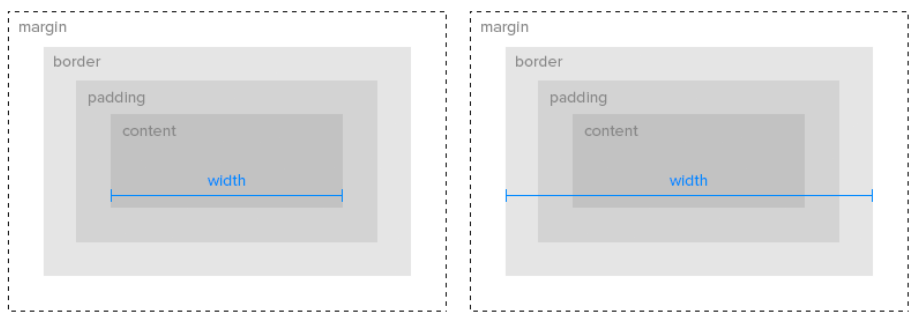 margin
border
padding
content
width
margin
border
padding
content
width